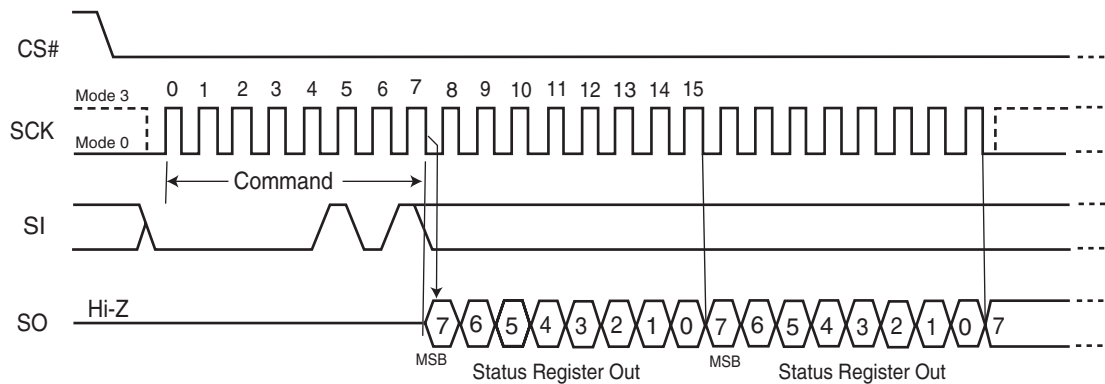 CS#
0 1 2 3 4 5 6 7 8 9 10 11 12 13 14 15
Mode 3
SCK
Mode 0
Command
SI
Hi-Z
SO
7 6 5 4 3 2 1 0 7 6 5 4 3 2 1 0 7
MSB
Status Register Out
MSB
Status Register Out